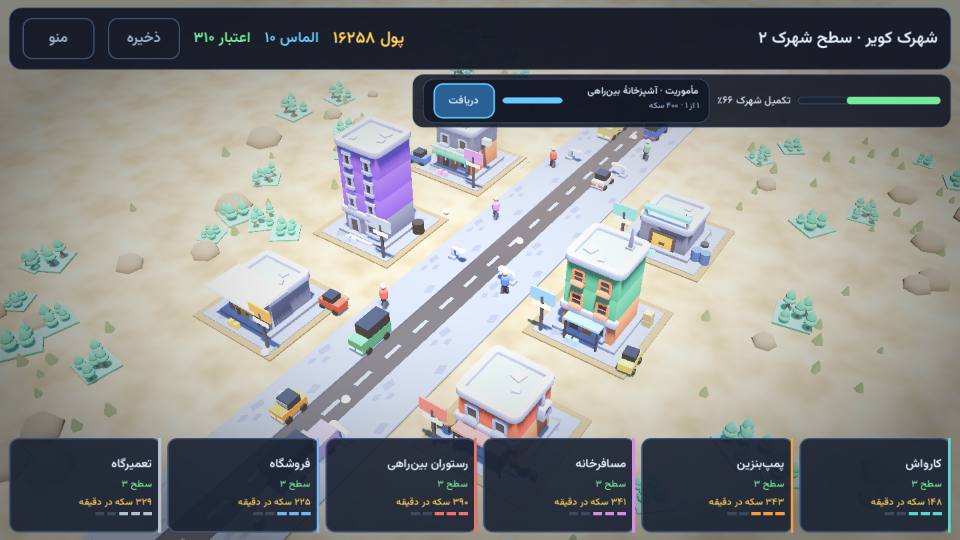 شهرک کویر · سطح شهرک ۲
پول ۱۶۲۵۸
الماس ۱۰
اعتبار ۳۱۰
ذخیره
منو
تکمیل شهرک ۶۶٪
مأموریت · آشپزخانهٔ بین‌راهی
۱ از ۱ · ۴۰۰ سکه
دریافت
کارواش
سطح ۳
۱۴۸ سکه در دقیقه
پمپ‌بنزین
سطح ۳
۳۴۳ سکه در دقیقه
مسافرخانه
سطح ۳
۳۴۱ سکه در دقیقه
رستوران بین‌راهی
سطح ۳
۳۹۰ سکه در دقیقه
فروشگاه
سطح ۳
۲۲۵ سکه در دقیقه
تعمیرگاه
سطح ۳
۳۲۹ سکه در دقیقه